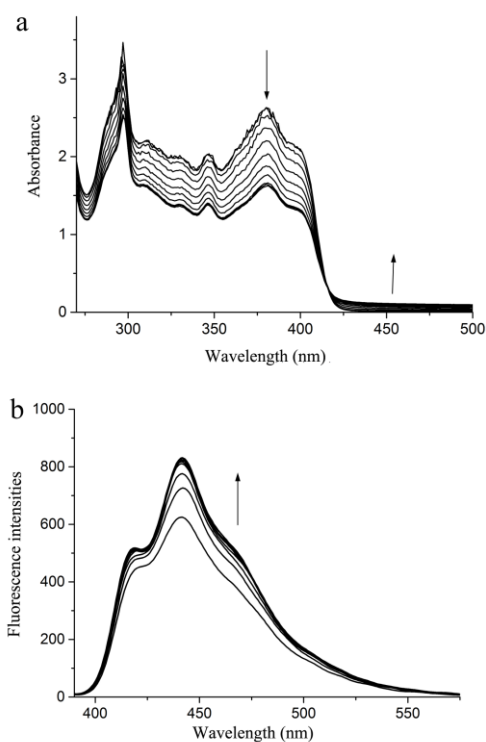 a
3
2
1
0
Absorbance
300 350 400 450 500
Wavelength (nm)
b
1000
800
600
400
200
0
Fluorescence intensities
400 450 500 550
Wavelength (nm)